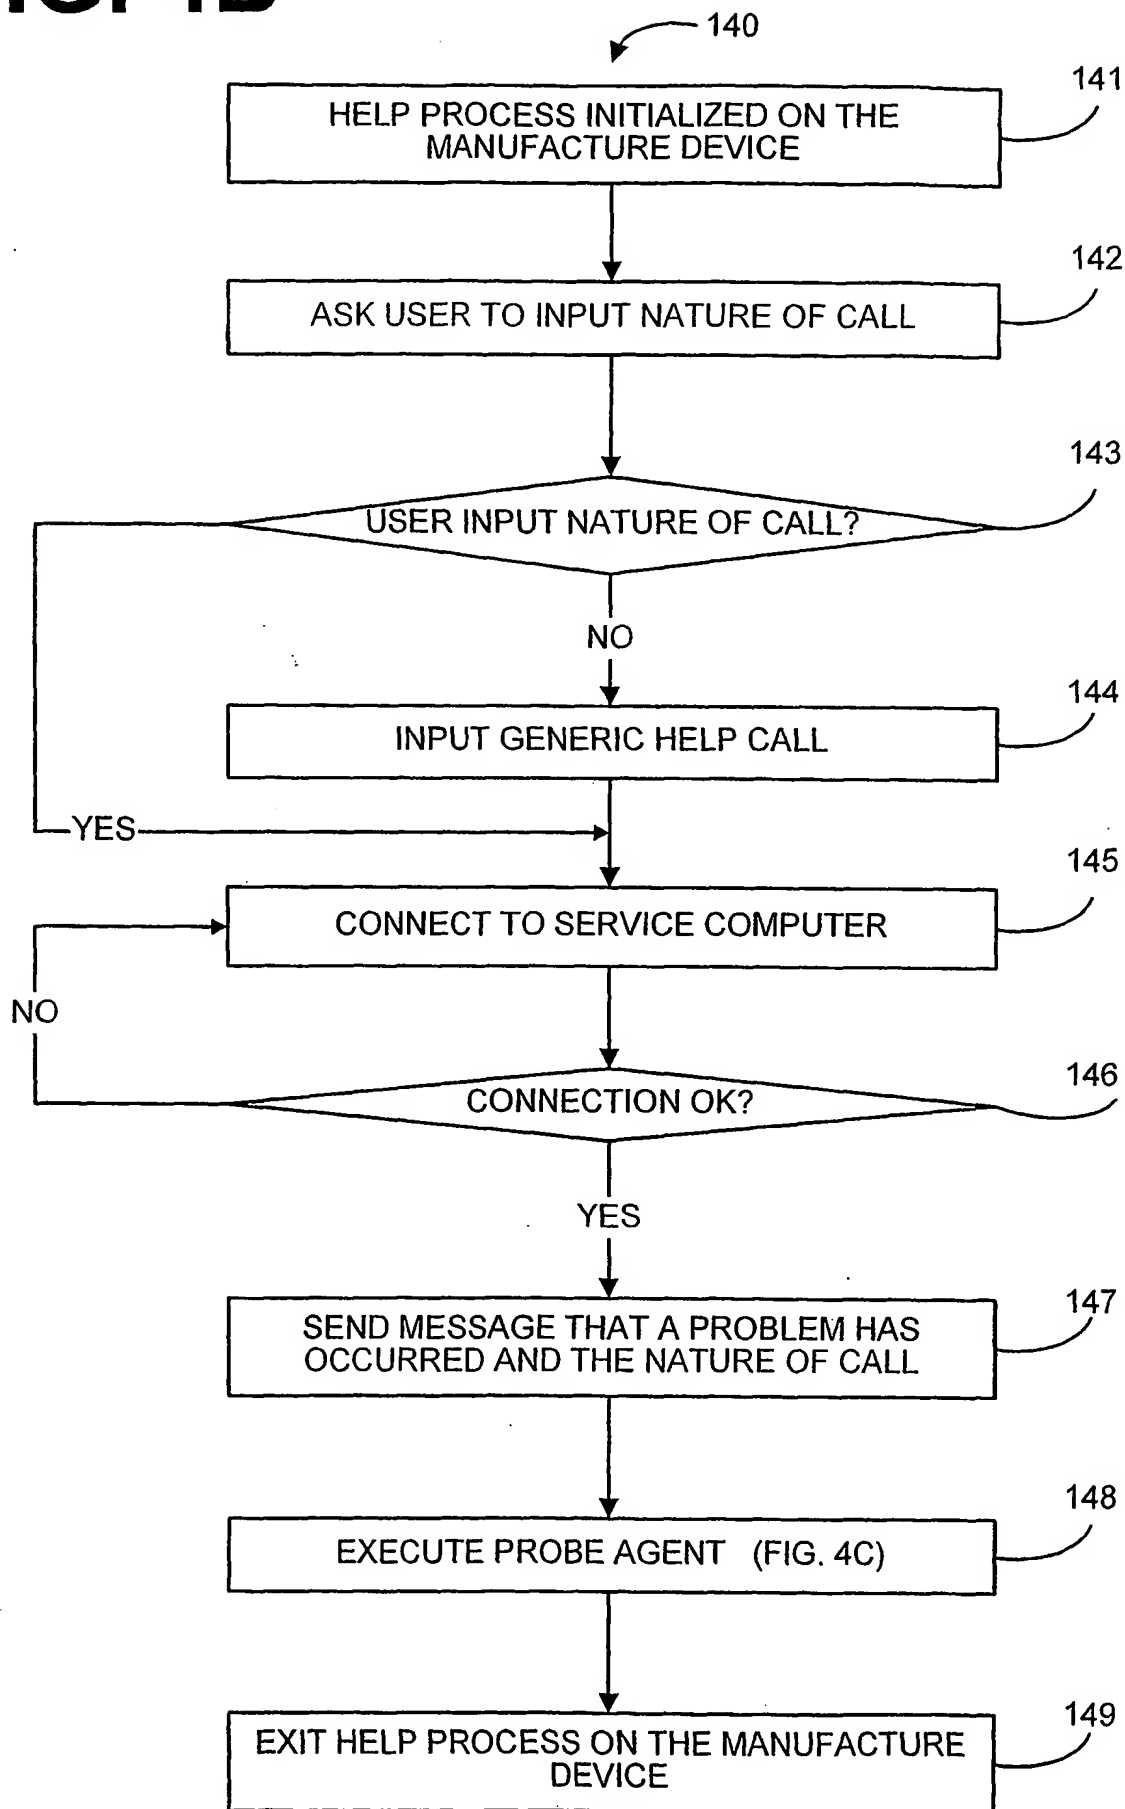 140
141
HELP PROCESS INITIALIZED ON THE
MANUFACTURE DEVICE
142
ASK USER TO INPUT NATURE OF CALL
143
USER INPUT NATURE OF CALL?
NO
144
INPUT GENERIC HELP CALL
YES
145
CONNECT TO SERVICE COMPUTER
NO
146
CONNECTION OK?
YES
147
SEND MESSAGE THAT A PROBLEM HAS
OCCURRED AND THE NATURE OF CALL
148
EXECUTE PROBE AGENT (FIG. 4C)
149
EXIT HELP PROCESS ON THE MANUFACTURE
DEVICE